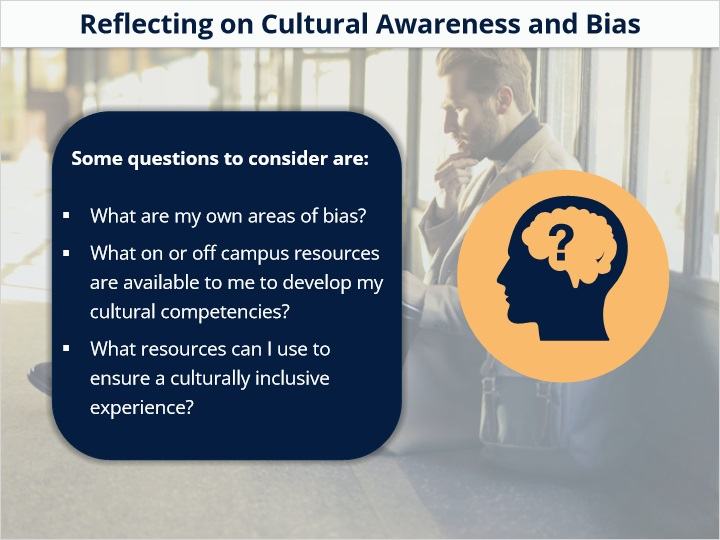 Reflecting on Cultural Awareness and Bias
Some questions to consider are:
▪ What are my own areas of bias?
▪ What on or off campus resources
are available to me to develop my
cultural competencies?
▪ What resources can I use to
ensure a culturally inclusive
experience?
?